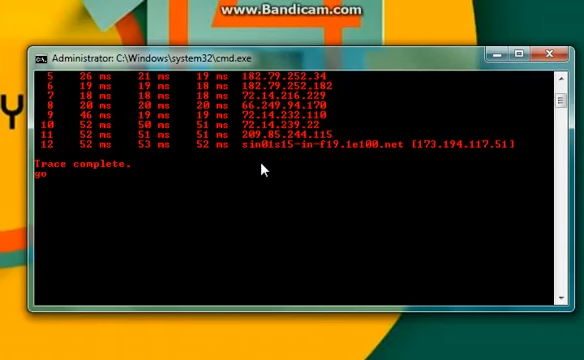 www.Bandicam.com
Administrator: C:\Windows\system32\cmd.exe
5 26 ms 21 ms 19 ms 182.79.252.34
6 19 ms 19 ms 18 ms 182.79.252.182
7 18 ms 18 ms 18 ms 72.14.216.229
8 20 ms 20 ms 20 ms 66.249.94.170
9 46 ms 19 ms 19 ms 72.14.232.110
10 52 ms 50 ms 51 ms 72.14.239.22
11 52 ms 51 ms 51 ms 209.85.244.115
12 52 ms 53 ms 52 ms sin01s15-in-f19.1e100.net [173.194.117.51]
Trace complete.
go
Y